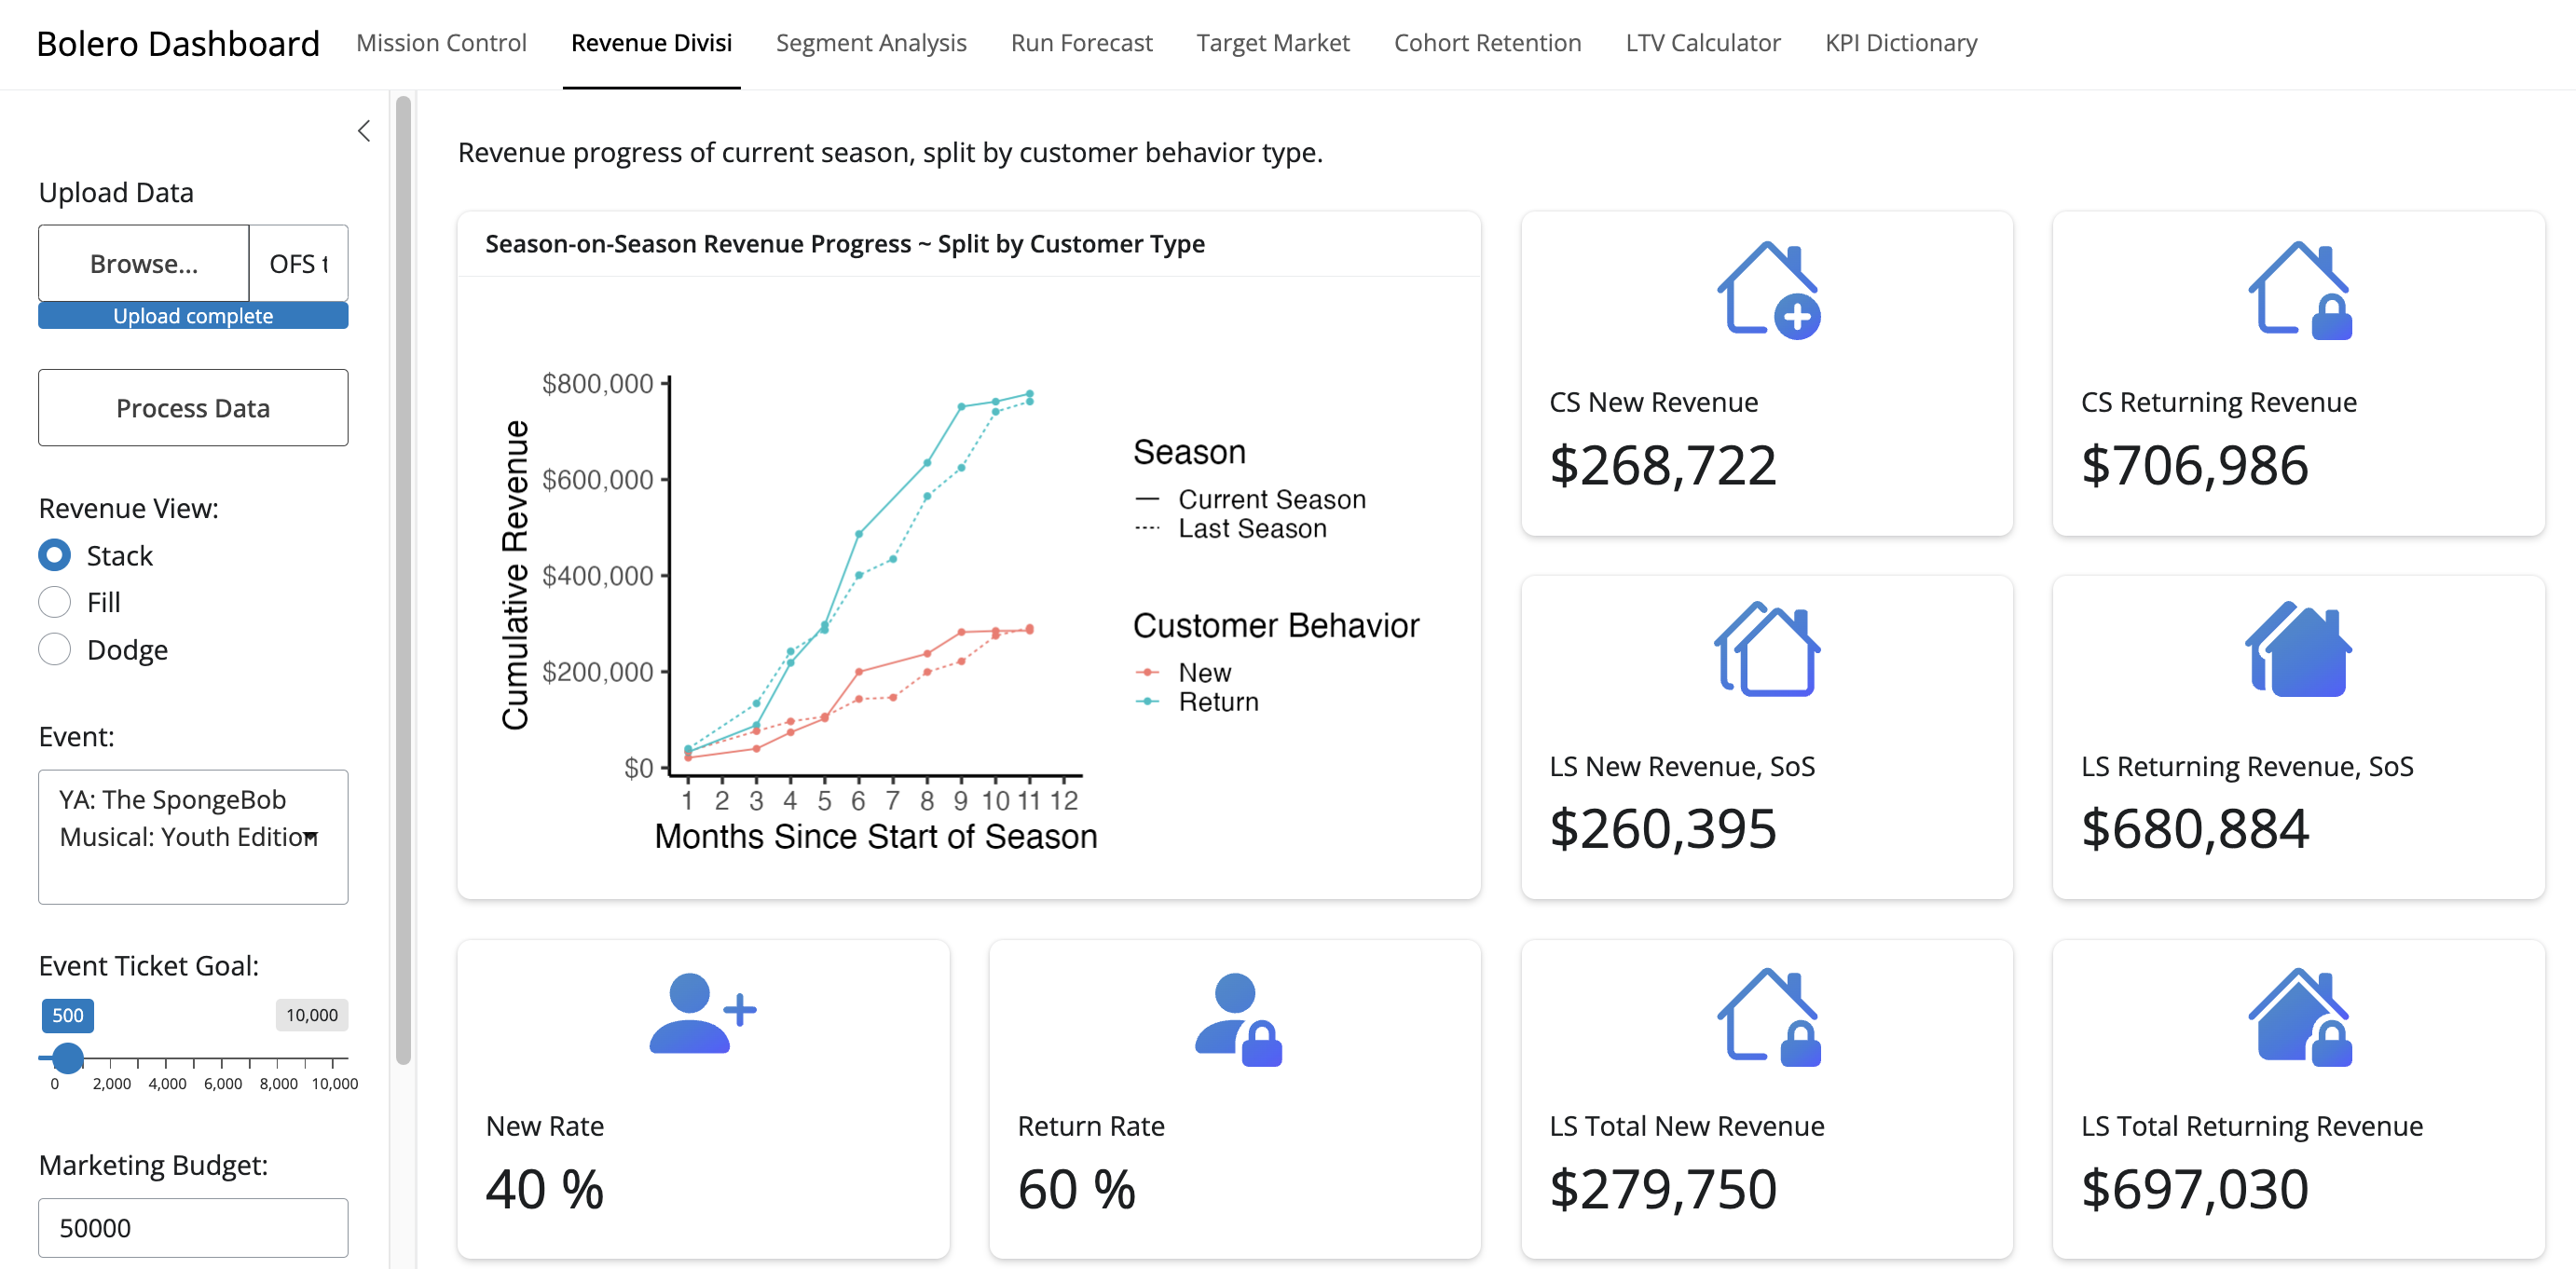 Bolero Dashboard
Mission Control
Revenue Divisi
Segment Analysis
Run Forecast
Target Market
Cohort Retention
LTV Calculator
KPI Dictionary
Upload Data
Browse...
OFS t
Upload complete
Process Data
Revenue View:
Stack
Fill
Dodge
Event:
YA: The SpongeBob
Musical: Youth Edition
Event Ticket Goal:
500
10,000
0 2,000 4,000 6,000 8,000 10,000
Marketing Budget:
50000
Revenue progress of current season, split by customer behavior type.
Season-on-Season Revenue Progress ~ Split by Customer Type
Cumulative Revenue
$800,000
$600,000
$400,000
$200,000
$0
1 2 3 4 5 6 7 8 9 10 11 12
Months Since Start of Season
Season
Current Season
Last Season
Customer Behavior
New
Return
CS New Revenue
$268,722
CS Returning Revenue
$706,986
LS New Revenue, SoS
$260,395
LS Returning Revenue, SoS
$680,884
New Rate
40 %
Return Rate
60 %
LS Total New Revenue
$279,750
LS Total Returning Revenue
$697,030